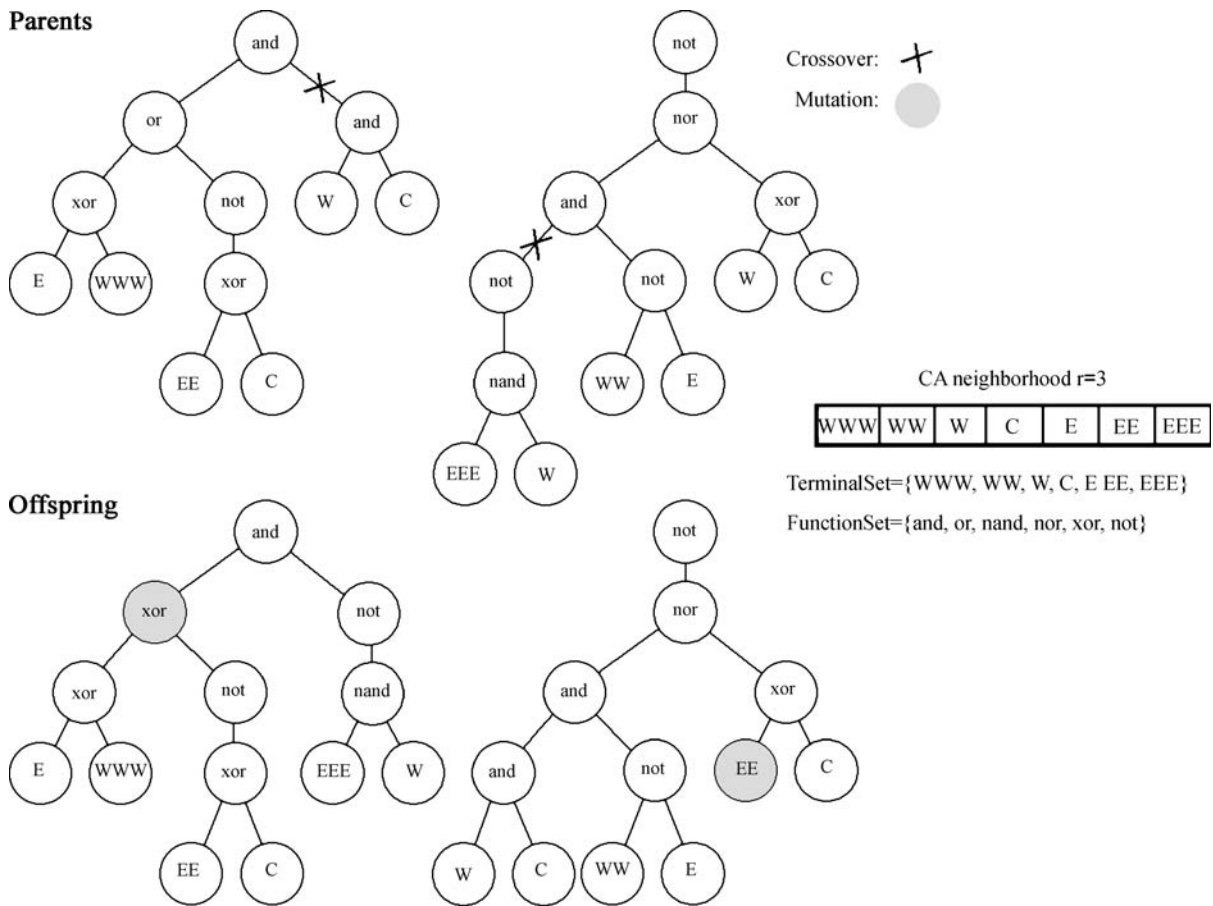 Parents
and
not
Crossover:
Mutation:
or
and
nor
xor
not
W
C
and
xor
E
WWW
xor
not
not
W
C
EE
C
nand
WW
E
EEE
W
CA neighborhood r=3
WWW WW W C E EE EEE
TerminalSet={WWW, WW, W, C, E EE, EEE}
FunctionSet={and, or, nand, nor, xor, not}
Offspring
and
not
xor
not
nor
xor
not
nand
and
xor
E
WWW
xor
EEE
W
and
not
EE
C
EE
C
W
C
WW
E